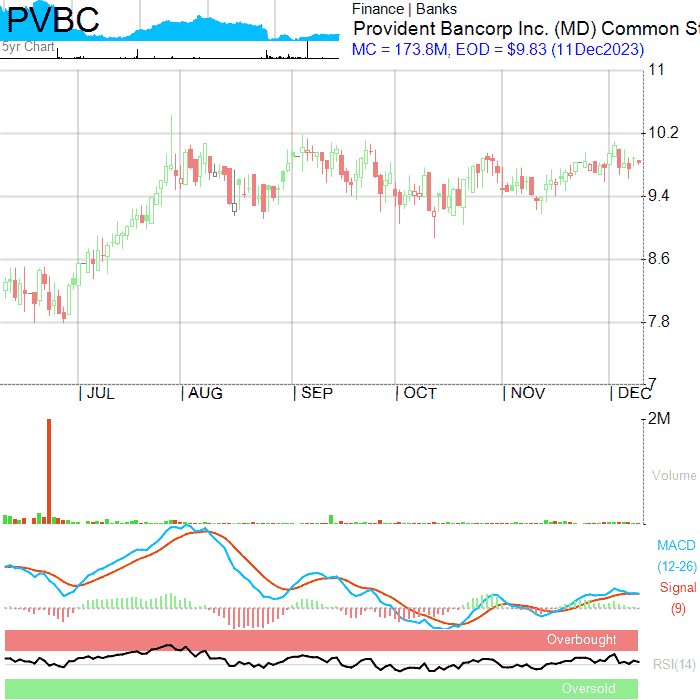 PVBC
5yr Chart
Finance | Banks
Provident Bancorp Inc. (MD) Common St
MC = 173.8M, EOD = $9.83 (11Dec2023)
11
10.2
9.4
8.6
7.8
7
| JUL | AUG | SEP | OCT | NOV | DEC
2M
Volume
MACD
(12-26)
Signal
(9)
Overbought
RSI(14)
Oversold